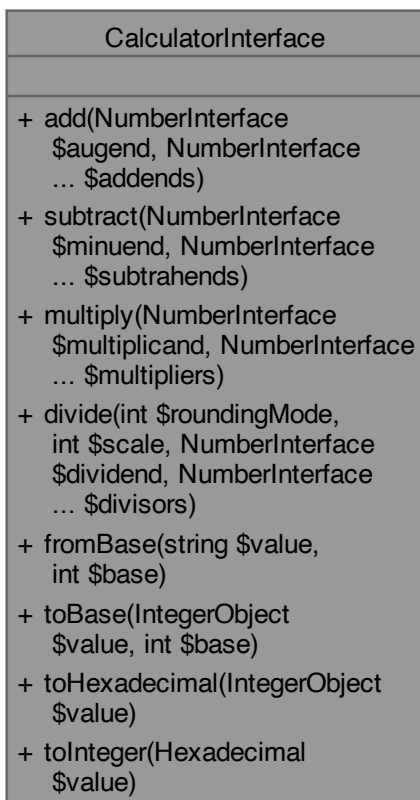 CalculatorInterface
+ add(NumberInterface
$augend, NumberInterface
... $addends)
+ subtract(NumberInterface
$minuend, NumberInterface
... $subtrahends)
+ multiply(NumberInterface
$multiplicand, NumberInterface
... $multipliers)
+ divide(int $roundingMode,
int $scale, NumberInterface
$dividend, NumberInterface
... $divisors)
+ fromBase(string $value,
int $base)
+ toBase(IntegerObject
$value, int $base)
+ toHexadecimal(IntegerObject
$value)
+ toInteger(Hexadecimal
$value)